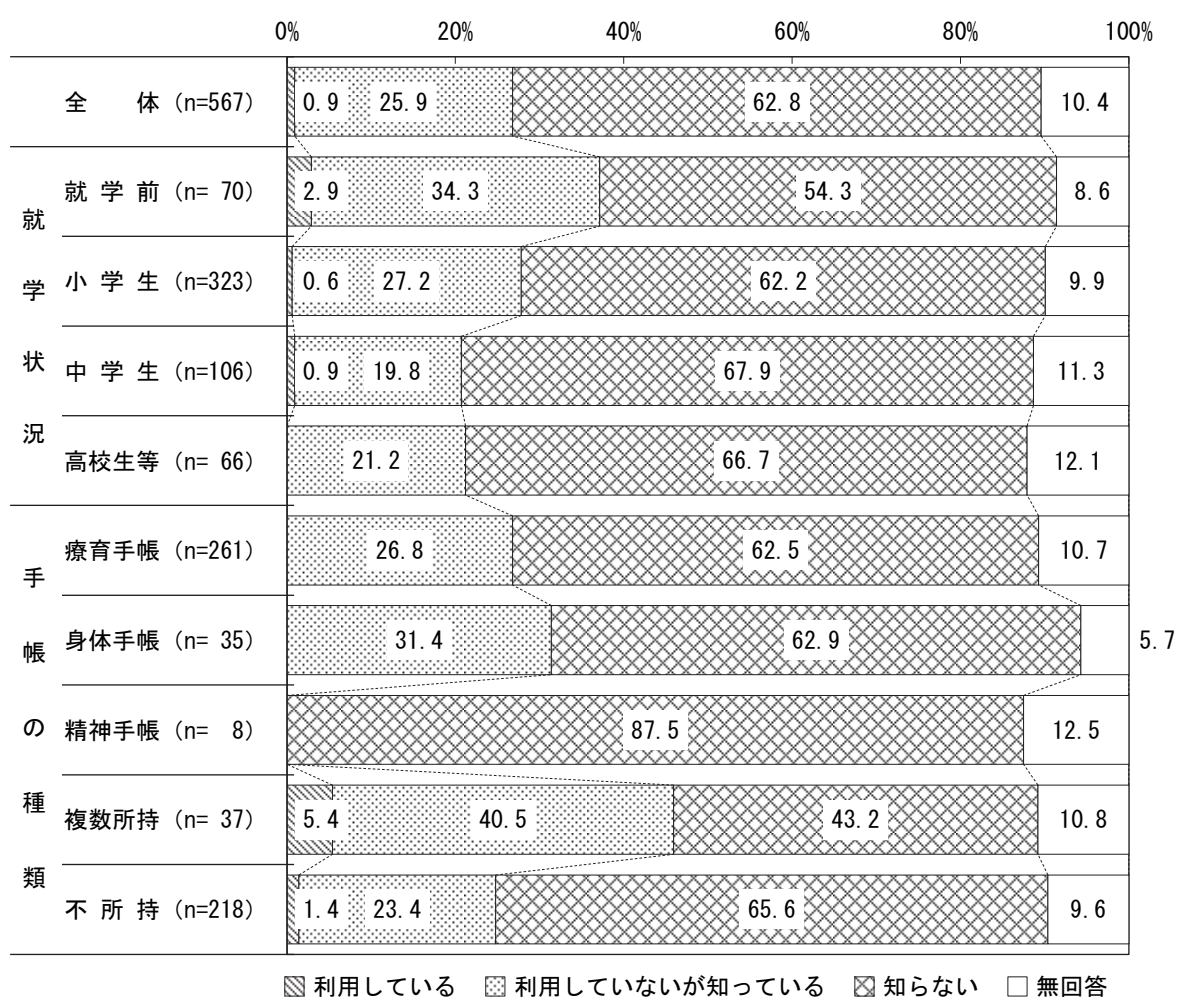 0% 20% 40% 60% 80% 100%
全 体 (n=567) 0.9 25.9 62.8 10.4
就学状況
就 学 前 (n= 70) 2.9 34.3 54.3 8.6
小 学 生 (n=323) 0.6 27.2 62.2 9.9
中 学 生 (n=106) 0.9 19.8 67.9 11.3
高校生等 (n= 66) 21.2 66.7 12.1
手帳の種類
療育手帳 (n=261) 26.8 62.5 10.7
身体手帳 (n= 35) 31.4 62.9 5.7
精神手帳 (n= 8) 87.5 12.5
複数所持 (n= 37) 5.4 40.5 43.2 10.8
不 所 持 (n=218) 1.4 23.4 65.6 9.6
利用している 利用していないが知っている 知らない 無回答